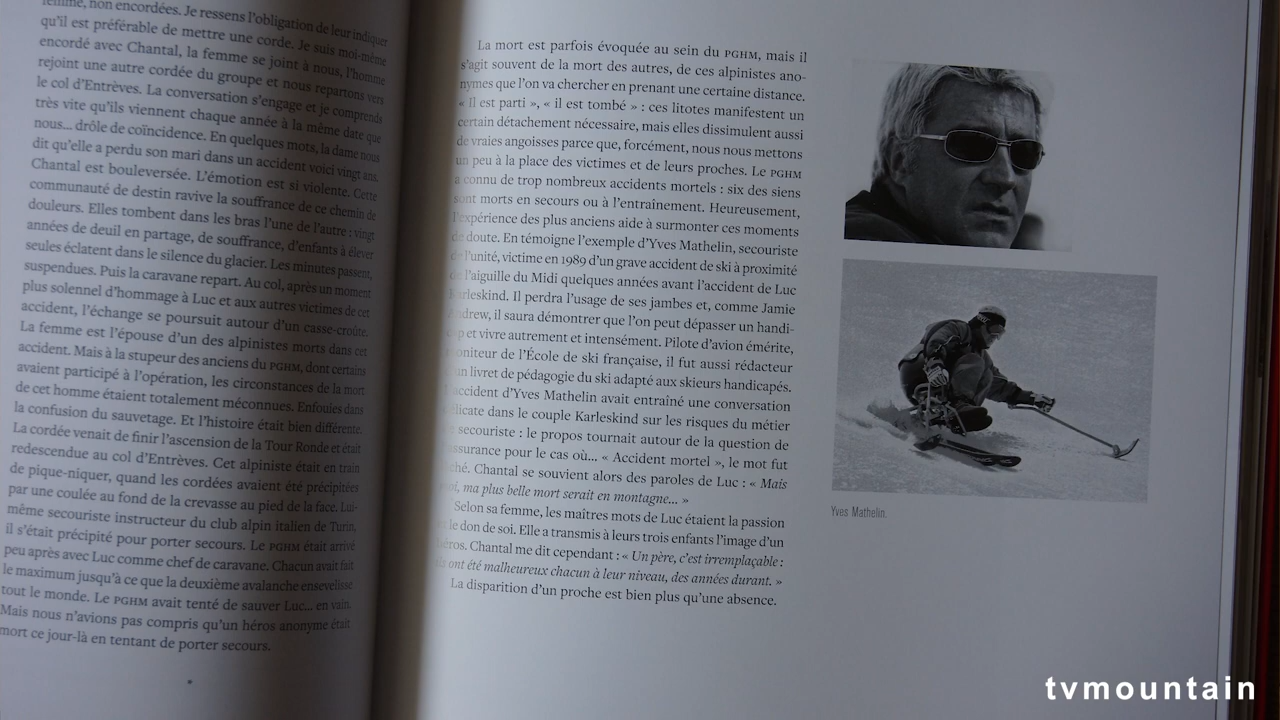 femme, non encordées. Je ressens l'obligation de leur indiquer
qu'il est préférable de mettre une corde. Je suis moi-même
encordé avec Chantal, la femme se joint à nous, l'homme
rejoint une autre cordée du groupe et nous repartons vers
le col d'Entrèves. La conversation s'engage et je comprends
très vite qu'ils viennent chaque année à la même date que
nous... drôle de coïncidence. En quelques mots, la dame nous
dit qu'elle a perdu son mari dans un accident voici vingt ans.
Chantal est bouleversée. L'émotion est si violente. Cette
communauté de destin ravive la souffrance de ce chemin de
douleurs. Elles tombent dans les bras l'une de l'autre : vingt
années de deuil en partage, de souffrance, d'enfants à élever
seules éclatent dans le silence du glacier. Les minutes passent,
suspendues. Puis la caravane repart. Au col, après un moment
plus solennel d'hommage à Luc et aux autres victimes de cet
accident, l'échange se poursuit autour d'un casse-croûte.
La femme est l'épouse d'un des alpinistes morts dans cet
accident. Mais à la stupeur des anciens du PGHM, dont certains
avaient participé à l'opération, les circonstances de la mort
de cet homme étaient totalement méconnues. Enfouies dans
la confusion du sauvetage. Et l'histoire était bien différente.
La cordée venait de finir l'ascension de la Tour Ronde et était
redescendue au col d'Entrèves. Cet alpiniste était en train
de pique-niquer, quand les cordées avaient été précipitées
par une coulée au fond de la crevasse au pied de la face. Lui-
même secouriste instructeur du club alpin italien de Turin,
il s'était précipité pour porter secours. Le PGHM était arrivé
peu après avec Luc comme chef de caravane. Chacun avait fait
le maximum jusqu'à ce que la deuxième avalanche ensevelisse
tout le monde. Le PGHM avait tenté de sauver Luc... en vain.
Mais nous n'avions pas compris qu'un héros anonyme était
mort ce jour-là en tentant de porter secours.
La mort est parfois évoquée au sein du PGHM, mais il
s'agit souvent de la mort des autres, de ces alpinistes ano-
nymes que l'on va chercher en prenant une certaine distance.
« Il est parti », « il est tombé » : ces litotes manifestent un
certain détachement nécessaire, mais elles dissimulent aussi
de vraies angoisses parce que, forcément, nous nous mettons
un peu à la place des victimes et de leurs proches. Le PGHM
a connu de trop nombreux accidents mortels : six des siens
sont morts en secours ou à l'entraînement. Heureusement,
l'expérience des plus anciens aide à surmonter ces moments
de doute. En témoigne l'exemple d'Yves Mathelin, secouriste
de l'unité, victime en 1989 d'un grave accident de ski à proximité
de l'aiguille du Midi quelques années avant l'accident de Luc
Karleskind. Il perdra l'usage de ses jambes et, comme Jamie
Andrew, il saura démontrer que l'on peut dépasser un handi-
cap et vivre autrement et intensément. Pilote d'avion émérite,
moniteur de l'École de ski française, il fut aussi rédacteur
un livret de pédagogie du ski adapté aux skieurs handicapés.
L'accident d'Yves Mathelin avait entraîné une conversation
délicate dans le couple Karleskind sur les risques du métier
secouriste : le propos tournait autour de la question de
assurance pour le cas où... « Accident mortel », le mot fut
ché. Chantal se souvient alors des paroles de Luc : « Mais
oi, ma plus belle mort serait en montagne... »
Selon sa femme, les maîtres mots de Luc étaient la passion
le don de soi. Elle a transmis à leurs trois enfants l'image d'un
héros. Chantal me dit cependant : « Un père, c'est irremplaçable :
ont été malheureux chacun à leur niveau, des années durant. »
La disparition d'un proche est bien plus qu'une absence.
Yves Mathelin.
tvmountain